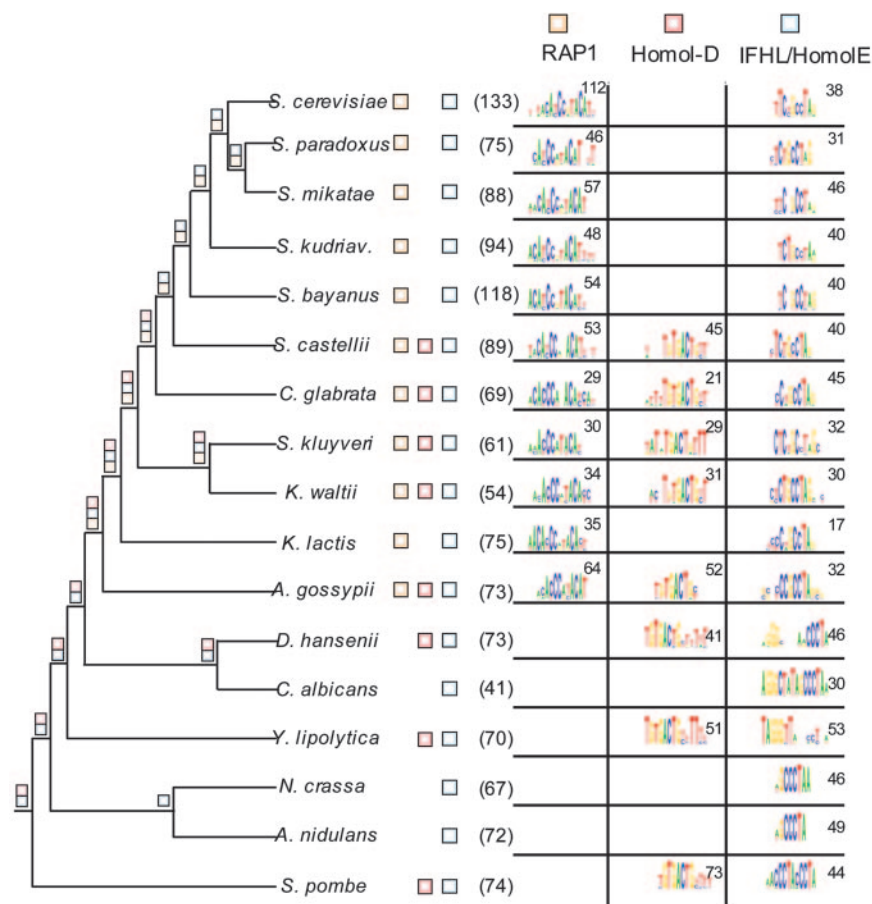 RAP1 Homol-D IFHL/HomolE
S. cerevisiae (133) 112 38
S. paradoxus (75) 46 31
S. mikatae (88) 57 46
S. kudriav. (94) 48 40
S. bayanus (118) 54 40
S. castellii (89) 53 45 40
C. glabrata (69) 29 21 45
S. kluyveri (61) 30 29 32
K. waltii (54) 34 31 30
K. lactis (75) 35 17
A. gossypii (73) 64 52 32
D. hansenii (73) 41 46
C. albicans (41) 30
Y. lipolytica (70) 51 53
N. crassa (67) 46
A. nidulans (72) 49
S. pombe (74) 73 44